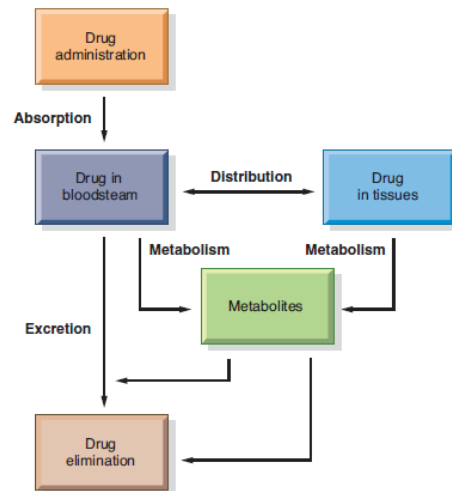 Drug
administration
Absorption
Drug in
bloodsteam
Distribution
Drug
in tissues
Metabolism
Metabolism
Metabolites
Excretion
Drug
elimination